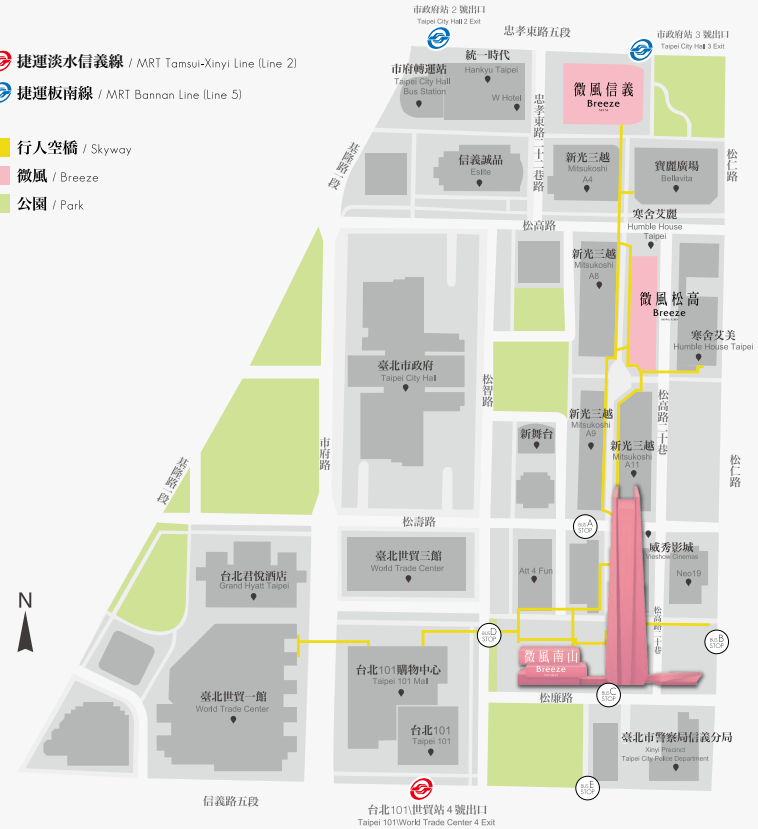 市政府站 2 號出口
Taipei City Hall 2 Exit
忠孝東路五段
市政府站 3 號出口
Taipei City Hall 3 Exit
捷運淡水信義線 / MRT Tamsui-Xinyi Line (Line 2)
捷運板南線 / MRT Bannan Line (Line 5)
行人空橋 / Skyway
微風 / Breeze
公園 / Park
統一時代
Hankyu Taipei
市府轉運站
Taipei City Hall
Bus Station
W Hotel
忠孝東路二十二巷路
微風信義
Breeze
基隆路一段
信義誠品
Eslite
新光三越
Mitsukoshi
A4
寶麗廣場
Bellavita
松仁路
松高路
寒舍艾麗
Humble House
Taipei
新光三越
Mitsukoshi
A8
微風松高
Breeze
寒舍艾美
Humble House Taipei
臺北市政府
Taipei City Hall
松智路
松高路二十巷
新光三越
Mitsukoshi
A9
新舞台
新光三越
Mitsukoshi
A11
市府路
松仁路
基隆路一段
松壽路
BUS A
STOP
臺北世貿三館
World Trade Center
威秀影城
Vieshow Cinemas
台北君悅酒店
Grand Hyatt Taipei
Att 4 Fun
Neo19
N
松高路二十巷
BUS D
STOP
BUS B
STOP
微風南山
Breeze
台北101購物中心
Taipei 101 Mall
臺北世貿一館
World Trade Center
松廉路
BUS C
STOP
台北101
Taipei 101
臺北市警察局信義分局
Xinyi Precinct
Taipei City Police Department
BUS E
STOP
信義路五段
台北101\世貿站 4 號出口
Taipei 101\World Trade Center 4 Exit